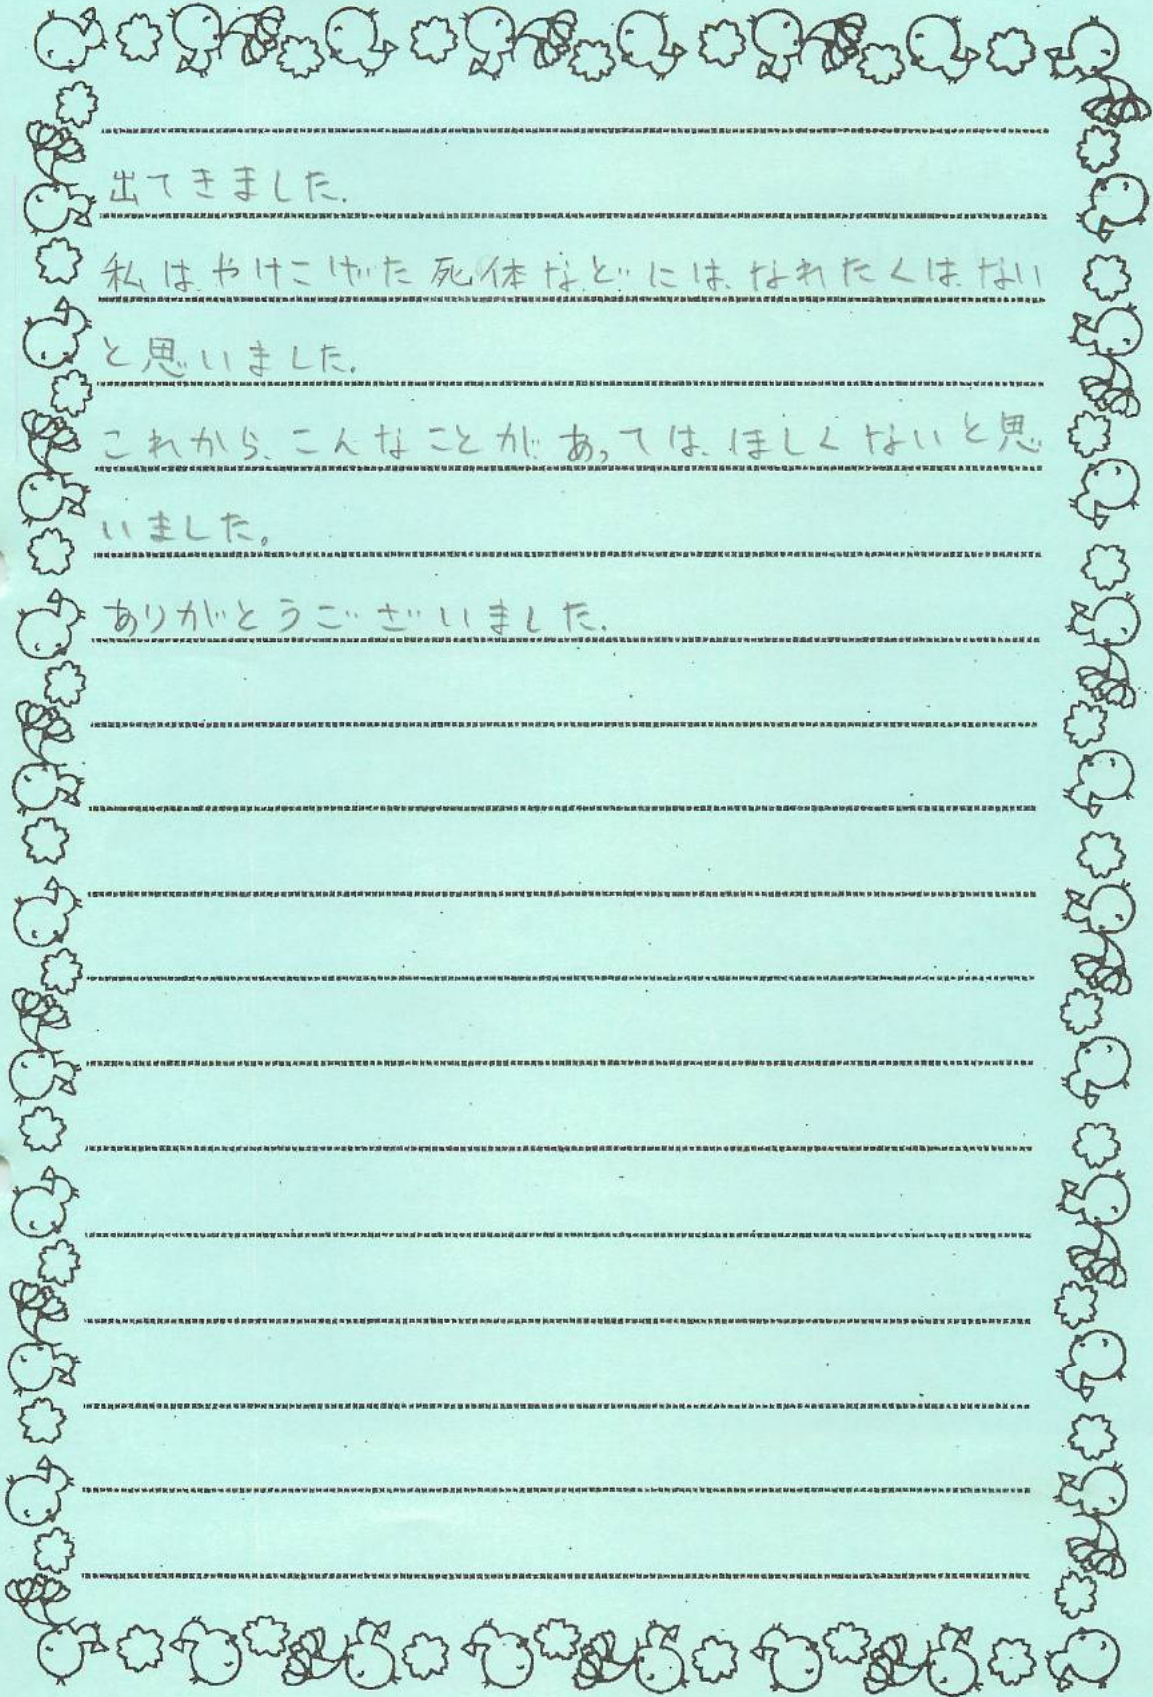 出てきました.
私は、やけこげた死体などには、なれたくは、ない
と思いました.
これから、こんなことが、あっては、ほしくないと思
いました。
ありがとうございました.